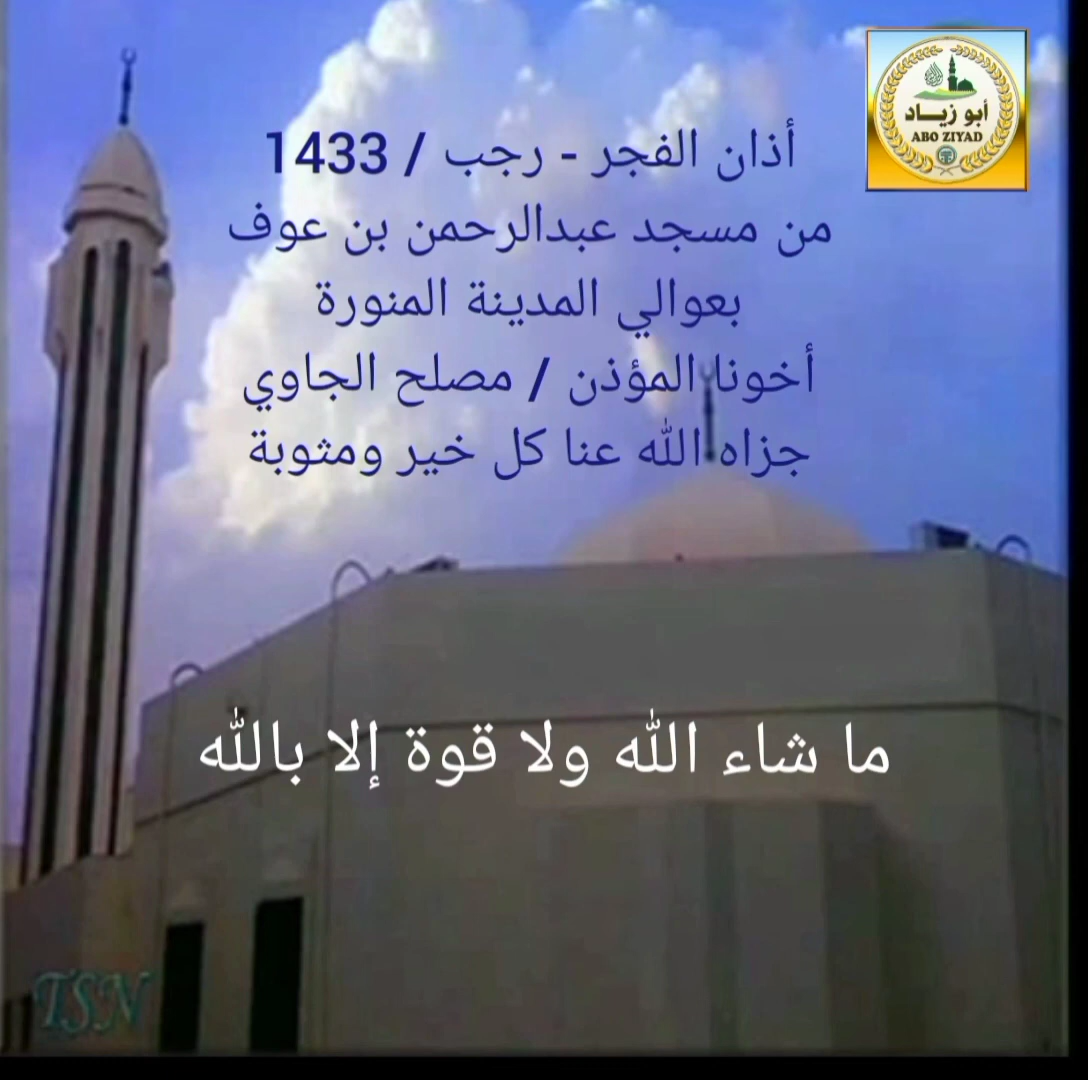 أذان الفجر - رجب / 1433
من مسجد عبدالرحمن بن عوف
بعوالي المدينة المنورة
أخونا المؤذن / مصلح الجاوي
جزاه الله عنا كل خير ومثوبة
أبو زيـاد
ABO ZIYAD
ما شاء الله ولا قوة إلا بالله
TSN